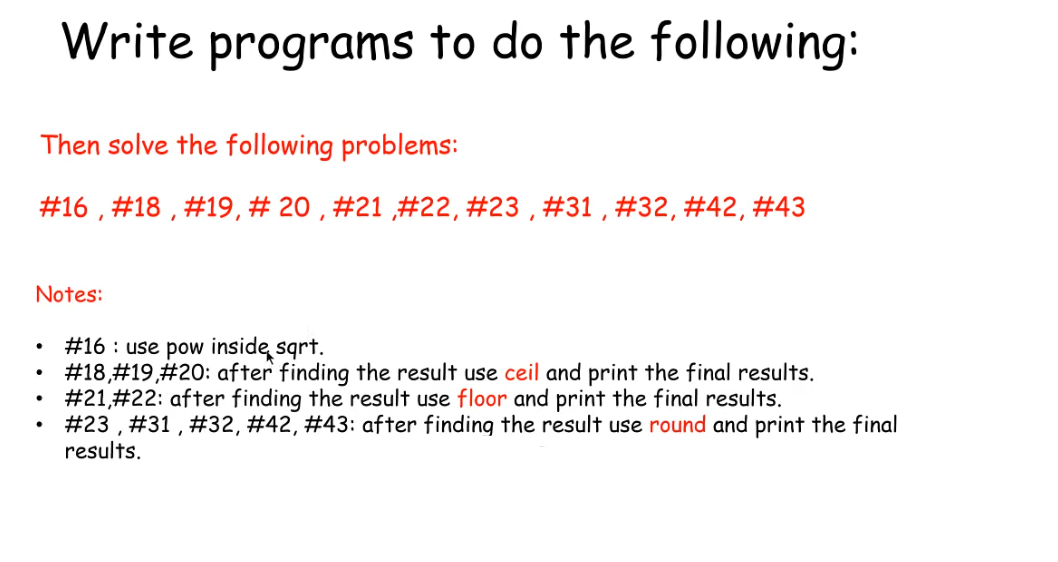 Write programs to do the following:
Then solve the following problems:
#16 , #18 , #19, # 20 , #21 ,#22, #23 , #31 , #32, #42, #43
Notes:
• #16 : use pow inside sqrt.
• #18,#19,#20: after finding the result use ceil and print the final results.
• #21,#22: after finding the result use floor and print the final results.
• #23 , #31 , #32, #42, #43: after finding the result use round and print the final
results.